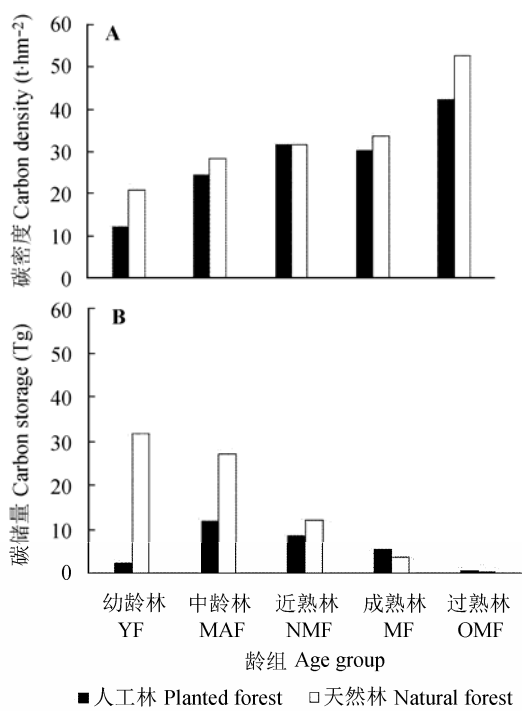 A
碳密度 Carbon density (t·hm⁻²)
60
50
40
30
20
10
0
B
碳储量 Carbon storage (Tg)
60
50
40
30
20
10
0
幼龄林 中龄林 近熟林 成熟林 过熟林
YF MAF NMF MF OMF
龄组 Age group
■人工林 Planted forest □天然林 Natural forest